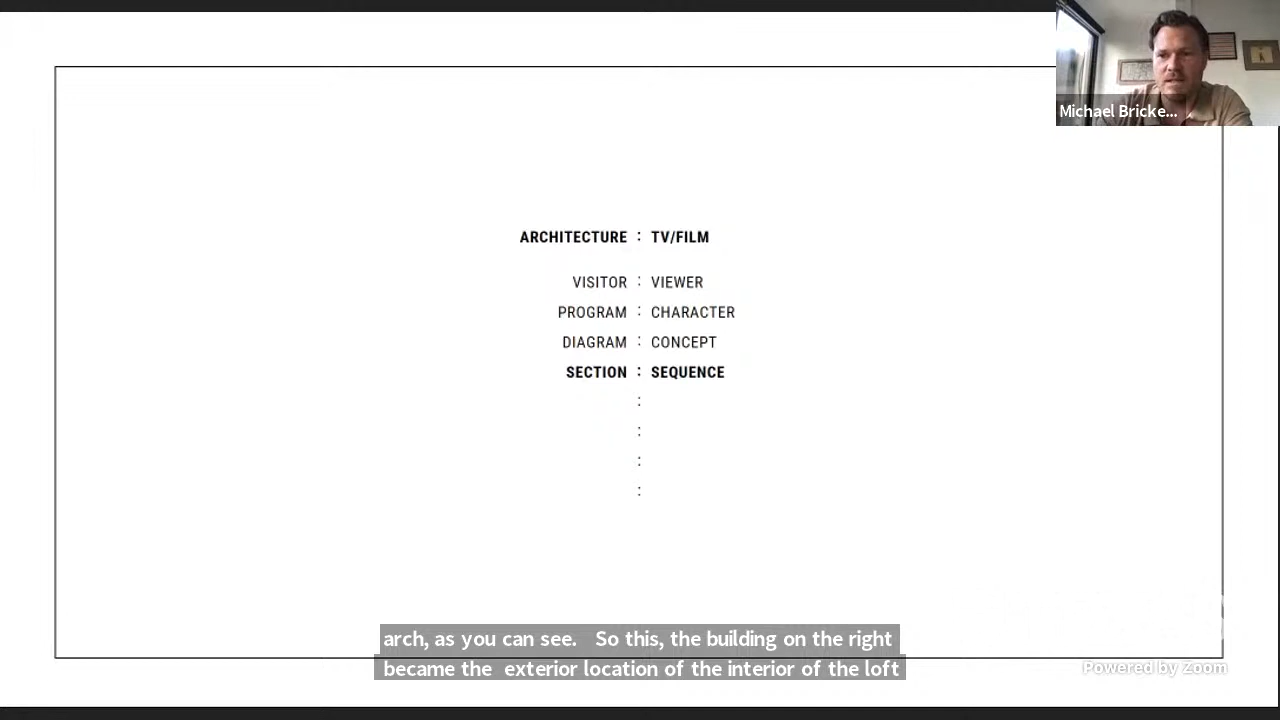 Michael Bricke...
ARCHITECTURE : TV/FILM
VISITOR : VIEWER
PROGRAM : CHARACTER
DIAGRAM : CONCEPT
SECTION : SEQUENCE
:
:
:
:
arch, as you can see. So this, the building on the right
became the exterior location of the interior of the loft
Powered by Zoom